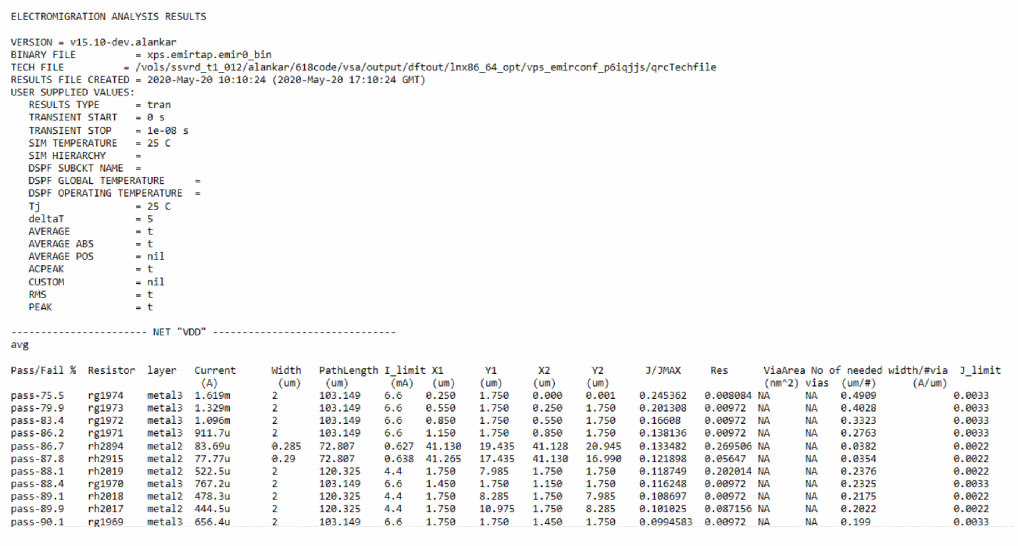 ELECTROMIGRATION ANALYSIS RESULTS
VERSION = v15.10-dev.alankar
BINARY FILE = xps.emirtap.emir0_bin
TECH FILE = /vols/ssvrd_t1_012/alankar/618code/vsa/output/dftout/lnx86_64_opt/vps_emirconf_p6iqjjs/qrcTechfile
RESULTS FILE CREATED = 2020-May-20 10:10:24 (2020-May-20 17:10:24 GMT)
USER SUPPLIED VALUES:
RESULTS TYPE = tran
TRANSIENT START = 0 s
TRANSIENT STOP = 1e-08 s
SIM TEMPERATURE = 25 C
SIM HIERARCHY =
DSPF SUBCKT NAME =
DSPF GLOBAL TEMPERATURE =
DSPF OPERATING TEMPERATURE =
Tj = 25 C
deltaT = 5
AVERAGE = t
AVERAGE ABS = t
AVERAGE POS = nil
ACPEAK = t
CUSTOM = nil
RMS = t
PEAK = t
----------------------- NET "VDD" -------------------------------
avg
Pass/Fail % Resistor layer Current Width PathLength I_limit X1 Y1 X2 Y2 J/JMAX Res ViaArea No of needed width/#via J_limit
(A) (um) (um) (mA) (um) (um) (um) (um) (nm^2) vias (um/#) (A/um)
pass-75.5 rg1974 metal3 1.619m 2 103.149 6.6 0.250 1.750 0.000 0.001 0.245362 0.008084 NA NA 0.4909 0.0033
pass-79.9 rg1973 metal3 1.329m 2 103.149 6.6 0.550 1.750 0.250 1.750 0.201308 0.00972 NA NA 0.4028 0.0033
pass-83.4 rg1972 metal3 1.096m 2 103.149 6.6 0.850 1.750 0.550 1.750 0.16608 0.00972 NA NA 0.3323 0.0033
pass-86.2 rg1971 metal3 911.7u 2 103.149 6.6 1.150 1.750 0.850 1.750 0.138136 0.00972 NA NA 0.2763 0.0033
pass-86.7 rh2894 metal2 83.69u 0.285 72.807 0.627 41.130 19.435 41.128 20.945 0.133482 0.269506 NA NA 0.0382 0.0022
pass-87.8 rh2915 metal2 77.77u 0.29 72.807 0.638 41.265 17.435 41.130 16.990 0.121898 0.05647 NA NA 0.0354 0.0022
pass-88.1 rh2019 metal2 522.5u 2 120.325 4.4 1.750 7.985 1.750 1.750 0.118749 0.202014 NA NA 0.2376 0.0022
pass-88.4 rg1970 metal3 767.2u 2 103.149 6.6 1.450 1.750 1.150 1.750 0.116248 0.00972 NA NA 0.2325 0.0033
pass-89.1 rh2018 metal2 478.3u 2 120.325 4.4 1.750 8.285 1.750 7.985 0.108697 0.00972 NA NA 0.2175 0.0022
pass-89.9 rh2017 metal2 444.5u 2 120.325 4.4 1.750 10.975 1.750 8.285 0.101025 0.087156 NA NA 0.2022 0.0022
pass-90.1 rg1969 metal3 656.4u 2 103.149 6.6 1.750 1.750 1.450 1.750 0.0994583 0.00972 NA NA 0.199 0.0033